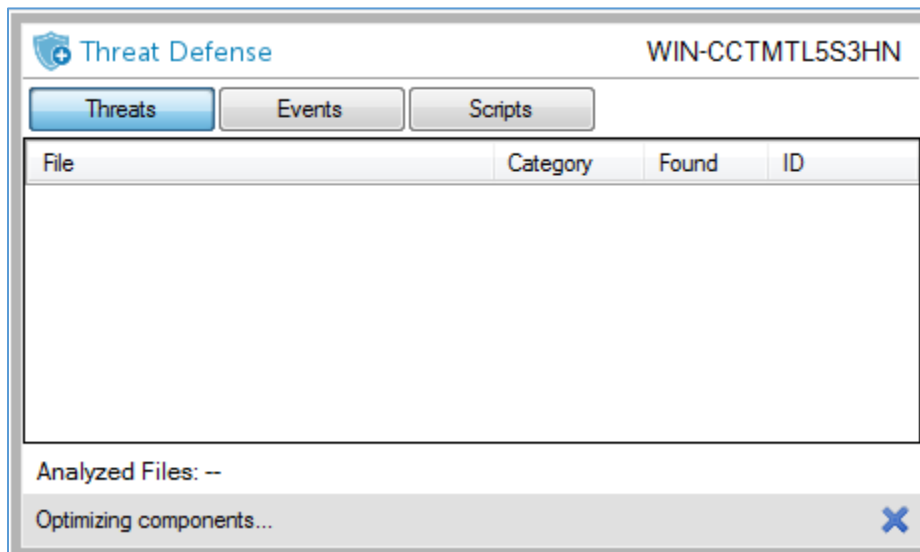 Threat Defense WIN-CCTMTL5S3HN
Threats Events Scripts
File Category Found ID
Analyzed Files: --
Optimizing components...